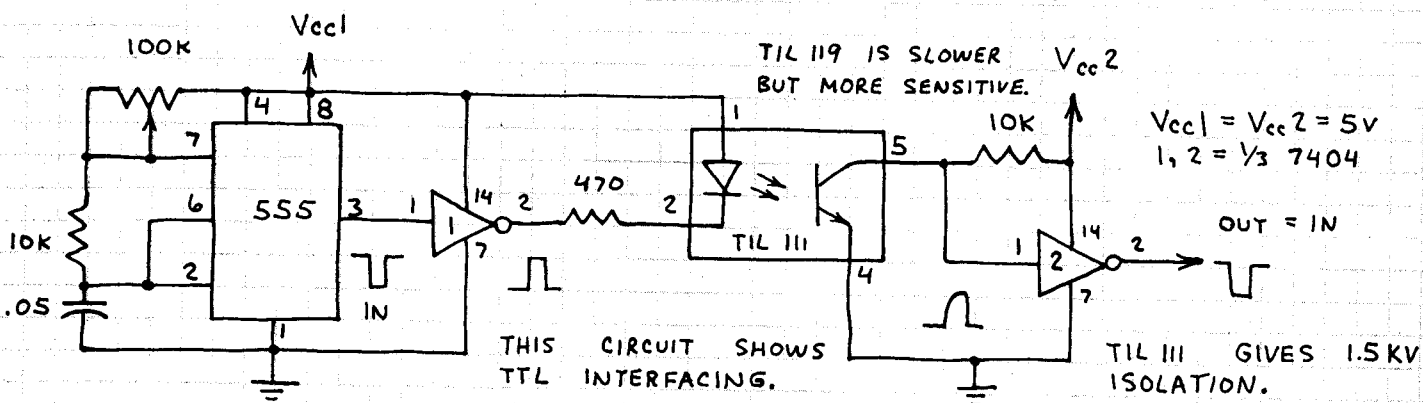 Vcc1
100K
4
8
7
6
555
3
10K
2
.05
1
IN
1
1
14
2
7
470
TIL 119 IS SLOWER
BUT MORE SENSITIVE.
1
2
TIL 111
5
4
10K
Vcc2
1
2
14
2
7
Vcc1 = Vcc2 = 5V
1, 2 = 1/3 7404
OUT = IN
THIS CIRCUIT SHOWS
TTL INTERFACING.
TIL 111 GIVES 1.5KV
ISOLATION.